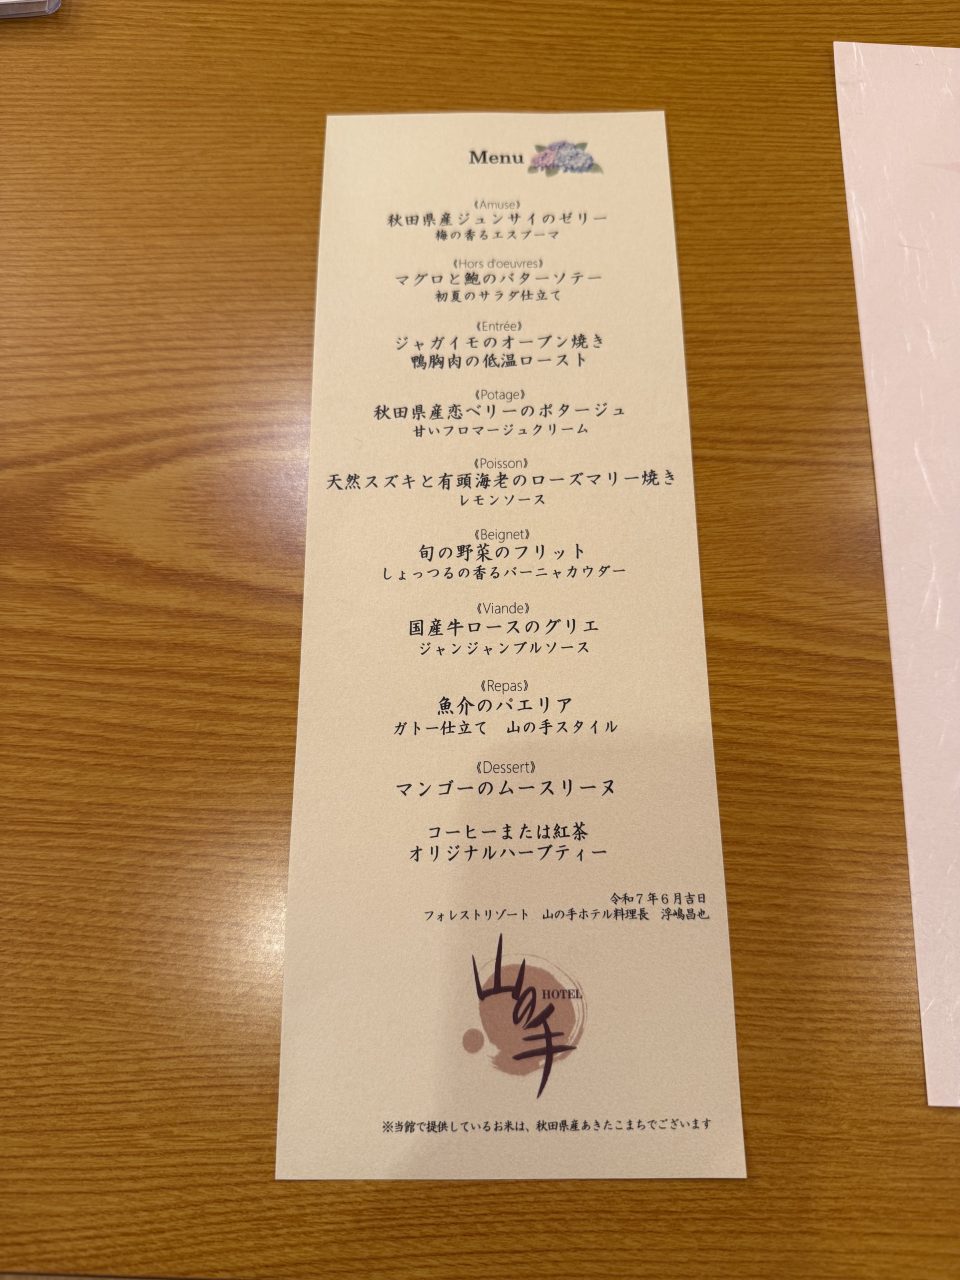 Menu
《Amuse》
秋田県産ジュンサイのゼリー
梅の香るエスプーマ
《Hors d'oeuvres》
マグロと鮑のバターソテー
初夏のサラダ仕立て
《Entrée》
ジャガイモのオーブン焼き
鴨胸肉の低温ロースト
《Potage》
秋田県産恋ベリーのポタージュ
甘いフロマージュクリーム
《Poisson》
天然スズキと有頭海老のローズマリー焼き
レモンソース
《Beignet》
旬の野菜のフリット
しょっつるの香るバーニャカウダー
《Viande》
国産牛ロースのグリエ
ジャンジャンブルソース
《Repas》
魚介のパエリア
ガトー仕立て　山の手スタイル
《Dessert》
マンゴーのムースリーヌ
コーヒーまたは紅茶
オリジナルハーブティー
令和７年６月吉日
フォレストリゾート　山の手ホテル料理長　浮嶋昌也
山の手
HOTEL
※当館で提供しているお米は、秋田県産あきたこまちでございます